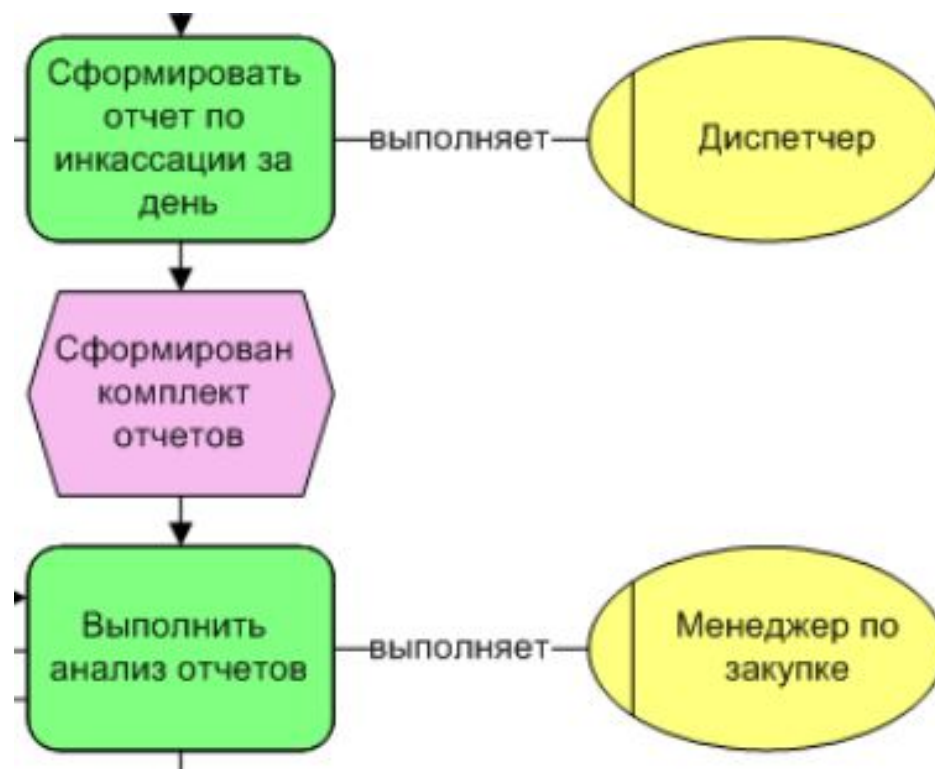 Сформировать
отчет по
инкассации за
день
выполняет
Диспетчер
Сформирован
комплект
отчетов
Выполнить
анализ отчетов
выполняет
Менеджер по
закупке